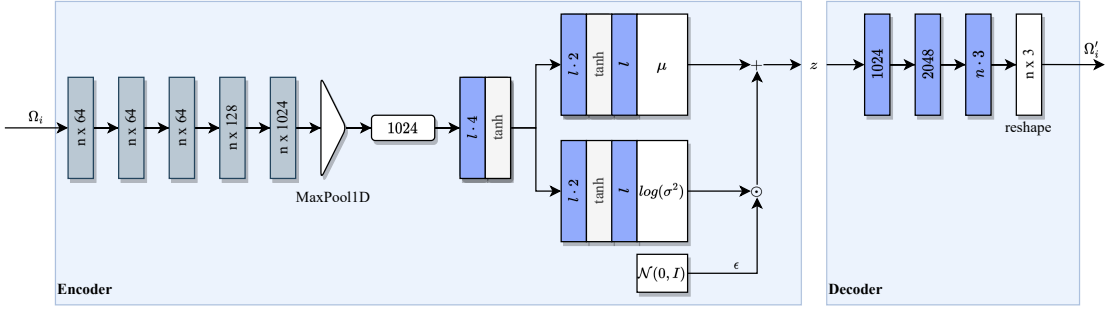 Ωᵢ
n x 64
n x 64
n x 64
n x 128
n x 1024
MaxPool1D
1024
l · 4
tanh
l · 2
tanh
l
μ
+
l · 2
tanh
l
log(σ²)
⊙
𝒩(0, I)
ϵ
Encoder
z
1024
2048
n · 3
n x 3
reshape
Ω′ᵢ
Decoder